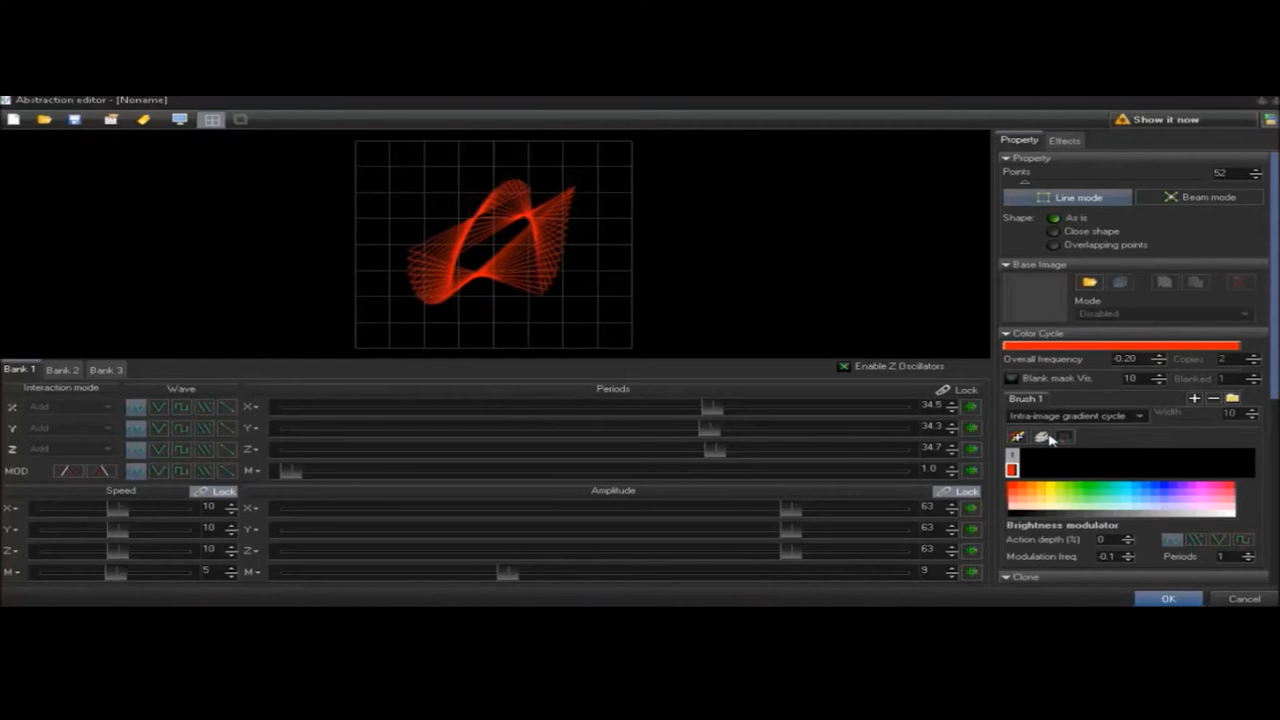 Abstraction editor - [Noname]
Show it now
Property Effects
Property
Points 52
Line mode Beam mode
Shape: As is
Close shape
Overlapping points
Base Image
Mode
Disabled
Color Cycle
Overall frequency -0.20 Copies 2
Blank mask Vis. 10 Blanked 1
Brush 1
Intra-image gradient cycle Width 10
1
Brightness modulator
Action depth [%] 0
Modulation freq. -0.1 Periods 1
Clone
OK Cancel
Bank 1 Bank 2 Bank 3 Enable Z Oscillators
Interaction mode Wave Periods Lock
X Add X 34.5
Y Add Y 34.3
Z Add Z 34.7
MOD M 1.0
Speed Lock Amplitude Lock
X 10 X 63
Y 10 Y 63
Z 10 Z 63
M 5 M 9